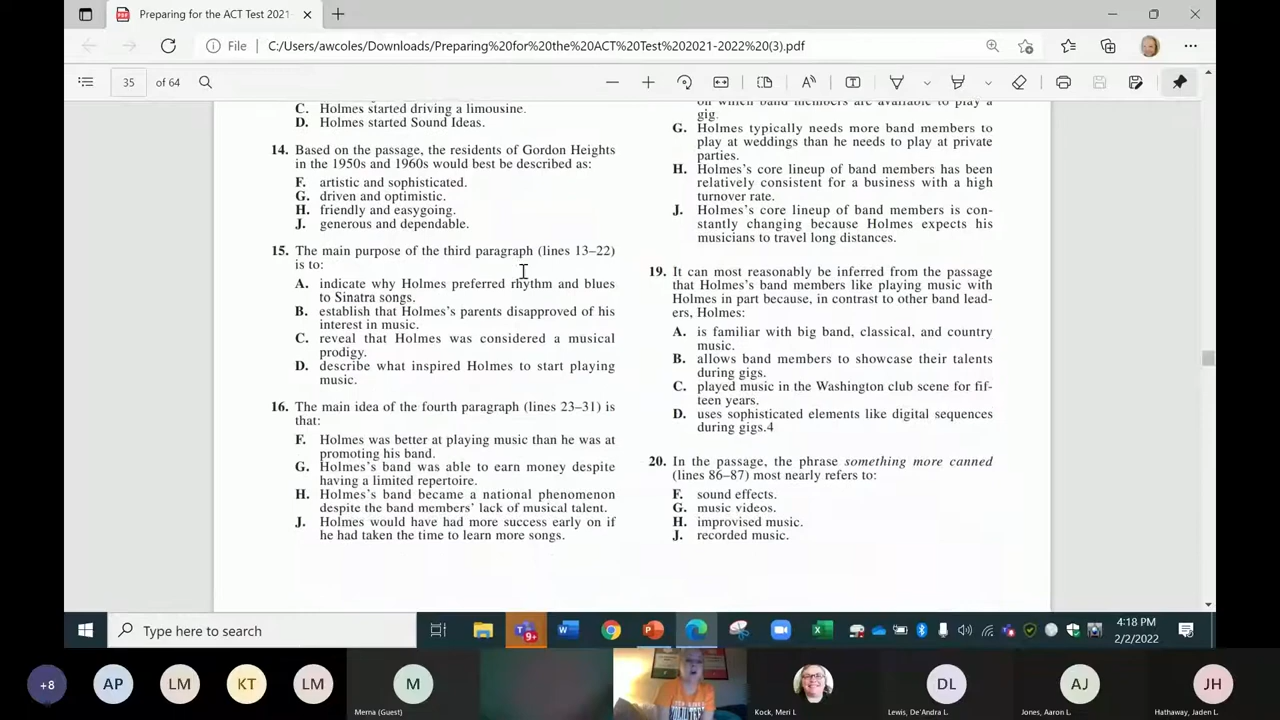 Preparing for the ACT Test 2021
File
C:/Users/awcoles/Downloads/Preparing%20for%20the%20ACT%20Test%202021-2022%20(3).pdf
35 of 64
C. Holmes started driving a limousine.
D. Holmes started Sound Ideas.
14. Based on the passage, the residents of Gordon Heights
in the 1950s and 1960s would best be described as:
F. artistic and sophisticated.
G. driven and optimistic.
H. friendly and easygoing.
J. generous and dependable.
15. The main purpose of the third paragraph (lines 13–22)
is to:
A. indicate why Holmes preferred rhythm and blues
to Sinatra songs.
B. establish that Holmes's parents disapproved of his
interest in music.
C. reveal that Holmes was considered a musical
prodigy.
D. describe what inspired Holmes to start playing
music.
16. The main idea of the fourth paragraph (lines 23–31) is
that:
F. Holmes was better at playing music than he was at
promoting his band.
G. Holmes's band was able to earn money despite
having a limited repertoire.
H. Holmes's band became a national phenomenon
despite the band members' lack of musical talent.
J. Holmes would have had more success early on if
he had taken the time to learn more songs.
on which band members are available to play a
gig.
G. Holmes typically needs more band members to
play at weddings than he needs to play at private
parties.
H. Holmes's core lineup of band members has been
relatively consistent for a business with a high
turnover rate.
J. Holmes's core lineup of band members is con-
stantly changing because Holmes expects his
musicians to travel long distances.
19. It can most reasonably be inferred from the passage
that Holmes's band members like playing music with
Holmes in part because, in contrast to other band lead-
ers, Holmes:
A. is familiar with big band, classical, and country
music.
B. allows band members to showcase their talents
during gigs.
C. played music in the Washington club scene for fif-
teen years.
D. uses sophisticated elements like digital sequences
during gigs.4
20. In the passage, the phrase something more canned
(lines 86–87) most nearly refers to:
F. sound effects.
G. music videos.
H. improvised music.
J. recorded music.
Type here to search
9+
4:18 PM
2/2/2022
+8
AP
LM
KT
LM
M
DL
AJ
JH
Merna (Guest)
Kock, Meri I.
Lewis, De'Andra L.
Jones, Aaron L.
Hathaway, Jaden L.